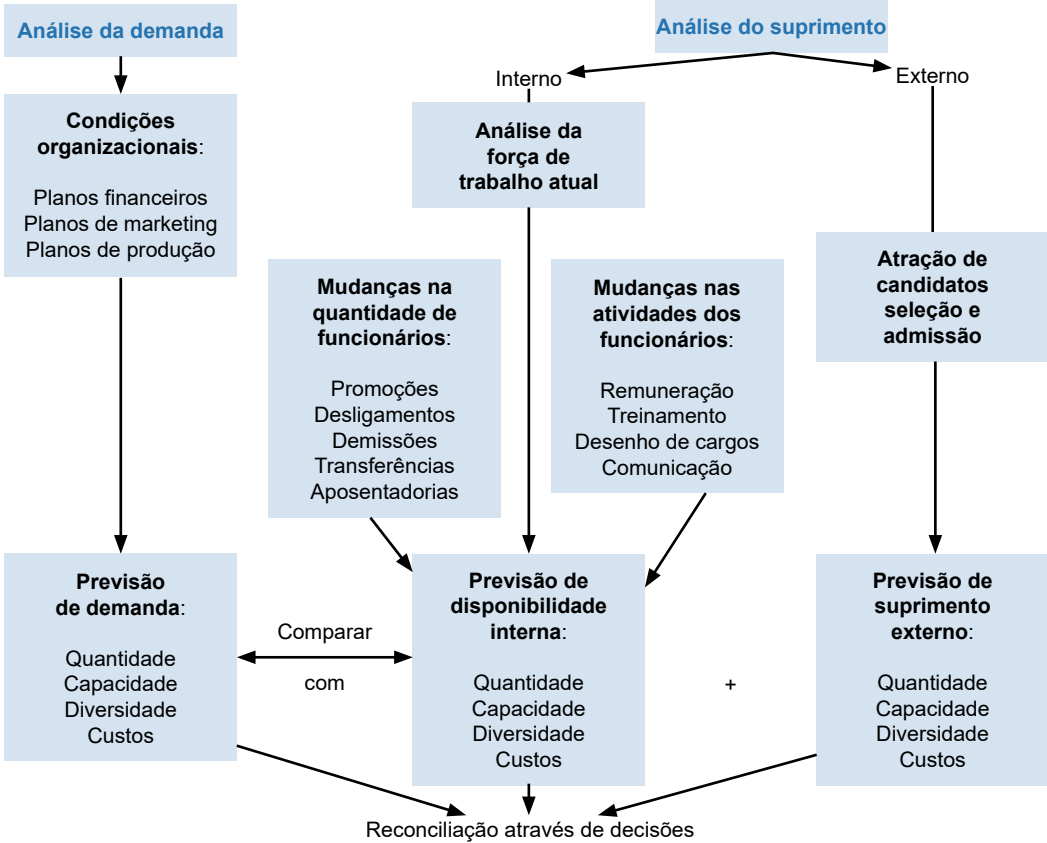 Análise da demanda
Condições
organizacionais:
Planos financeiros
Planos de marketing
Planos de produção
Previsão
de demanda:
Quantidade
Capacidade
Diversidade
Custos
Análise do suprimento
Interno
Externo
Análise da
força de
trabalho atual
Mudanças na
quantidade de
funcionários:
Promoções
Desligamentos
Demissões
Transferências
Aposentadorias
Mudanças nas
atividades dos
funcionários:
Remuneração
Treinamento
Desenho de cargos
Comunicação
Atração de
candidatos
seleção e
admissão
Comparar
com
Previsão de
disponibilidade
interna:
Quantidade
Capacidade
Diversidade
Custos
+
Previsão de
suprimento
externo:
Quantidade
Capacidade
Diversidade
Custos
Reconciliação através de decisões